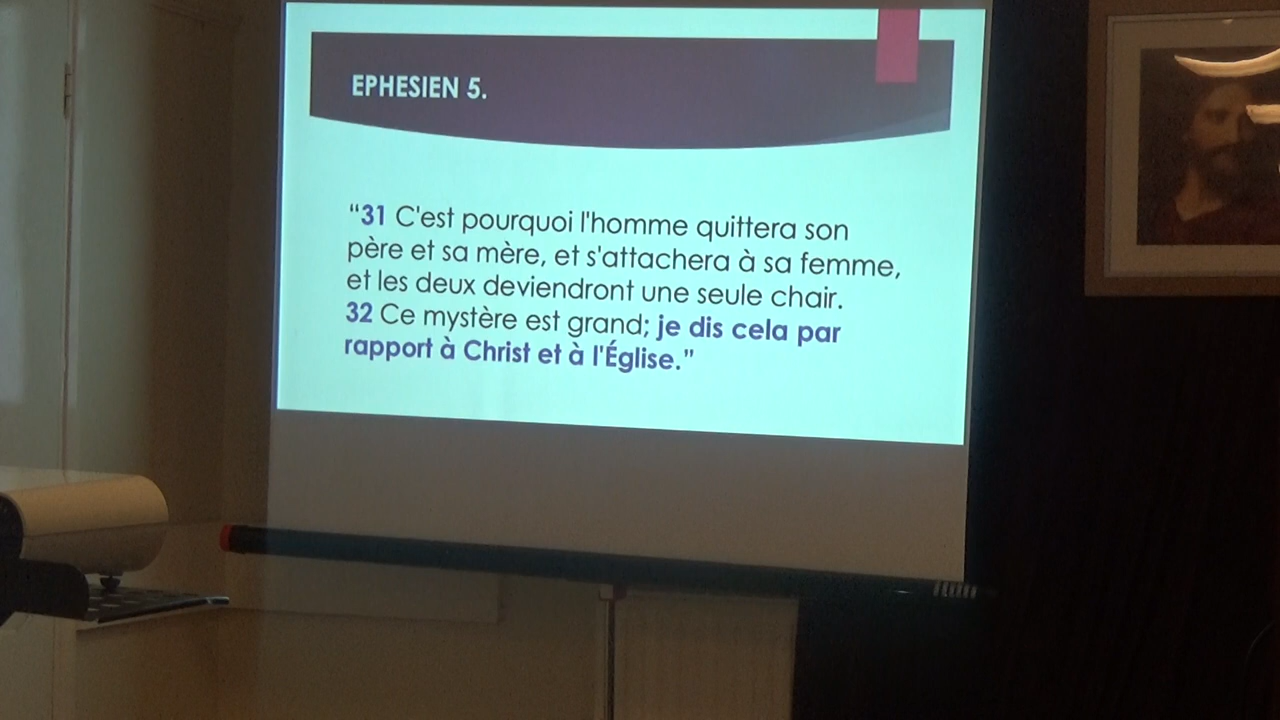 EPHESIEN 5.
“31 C'est pourquoi l'homme quittera son
père et sa mère, et s'attachera à sa femme,
et les deux deviendront une seule chair.
32 Ce mystère est grand; je dis cela par
rapport à Christ et à l'Église."